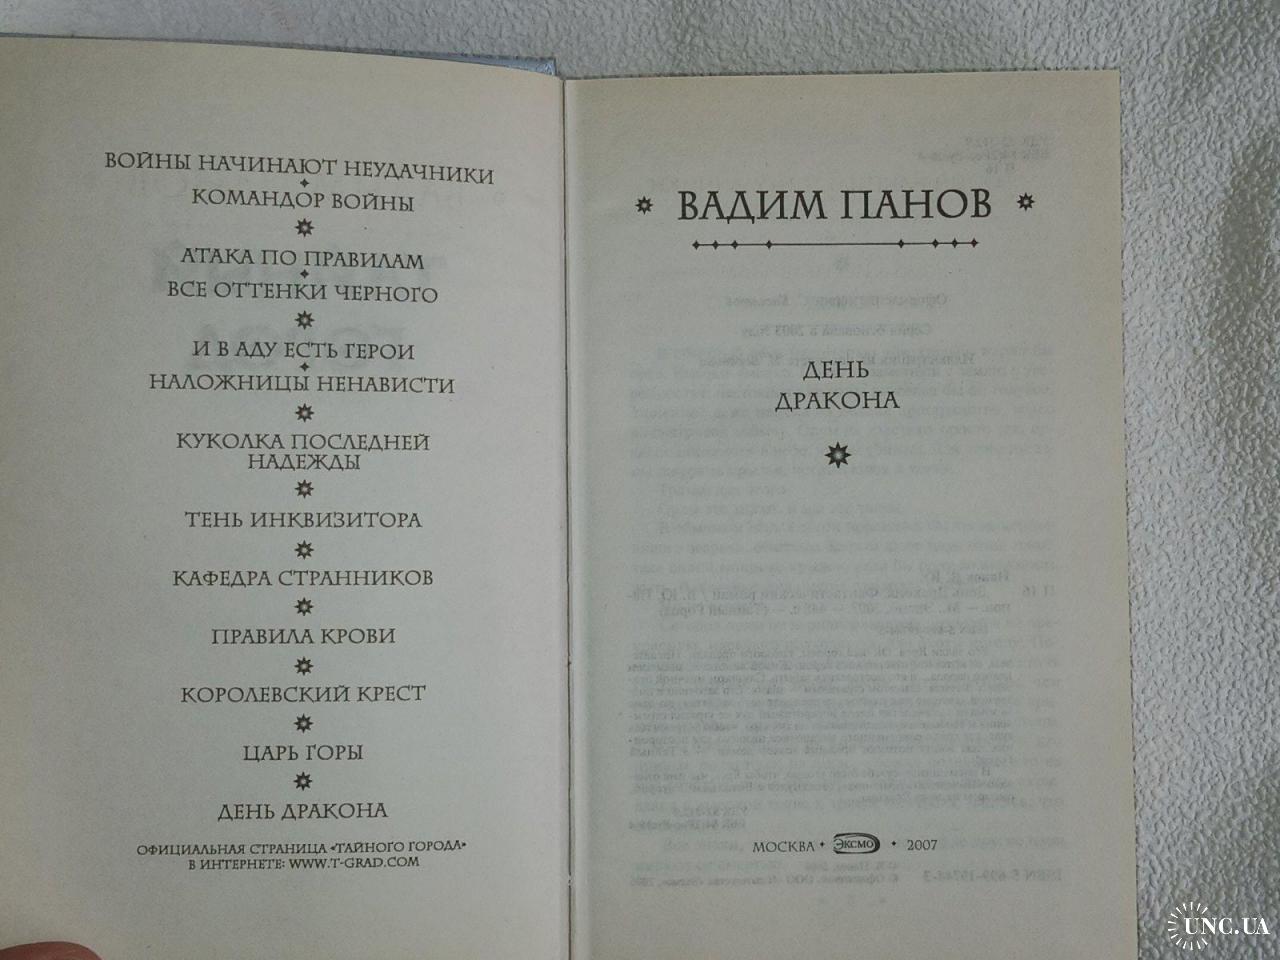 ВОЙНЫ НАЧИНАЮТ НЕУДАЧНИКИ
КОМАНДОР ВОЙНЫ
АТАКА ПО ПРАВИЛАМ
ВСЕ ОТТЕНКИ ЧЕРНОГО
И В АДУ ЕСТЬ ГЕРОИ
НАЛОЖНИЦЫ НЕНАВИСТИ
КУКОЛКА ПОСЛЕДНЕЙ
НАДЕЖДЫ
ТЕНЬ ИНКВИЗИТОРА
КАФЕДРА СТРАННИКОВ
ПРАВИЛА КРОВИ
КОРОЛЕВСКИЙ КРЕСТ
ЦАРЬ ГОРЫ
ДЕНЬ ДРАКОНА
ОФИЦИАЛЬНАЯ СТРАНИЦА «ТАЙНОГО ГОРОДА»
В ИНТЕРНЕТЕ: WWW.T-GRAD.COM
ВАДИМ ПАНОВ
ДЕНЬ
ДРАКОНА
МОСКВА ЭКСМО 2007
UNC.UA